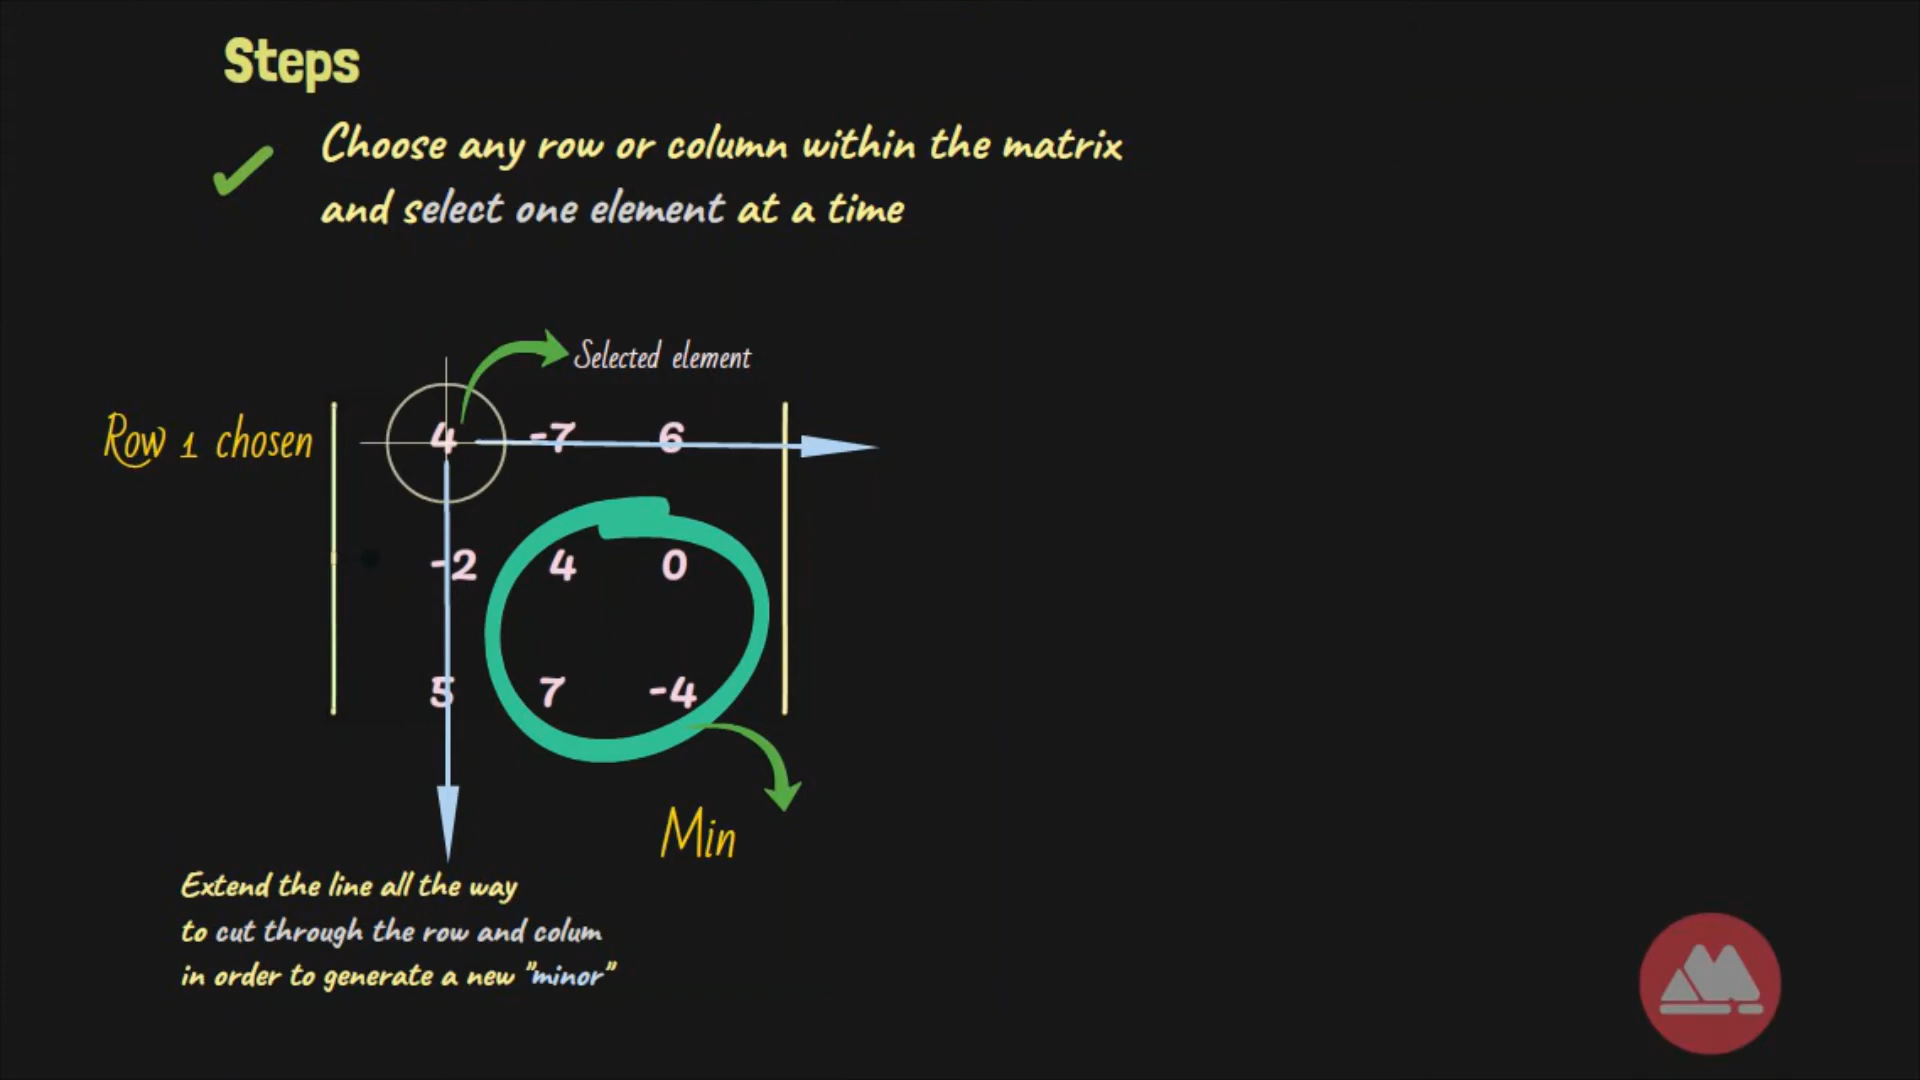 Steps
Choose any row or column within the matrix
and select one element at a time
Selected element
Row 1 chosen
4 -7 6
-2 4 0
5 7 -4
Min
Extend the line all the way
to cut through the row and colum
in order to generate a new "minor"